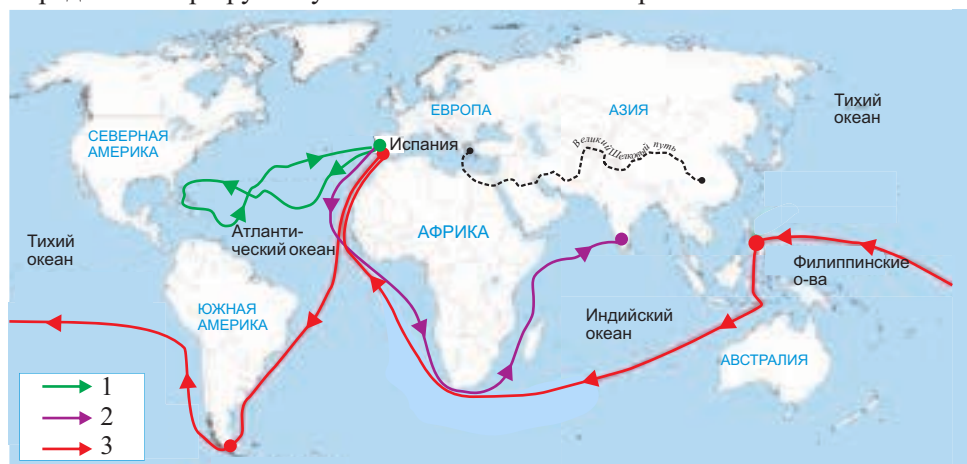 ЕВРОПА
АЗИЯ
Тихий
океан
СЕВЕРНАЯ
АМЕРИКА
Испания
Великий Шелковый путь
Атланти-
ческий океан
АФРИКА
Тихий
океан
Филиппинские
о-ва
ЮЖНАЯ
АМЕРИКА
Индийский
океан
АВСТРАЛИЯ
1
2
3